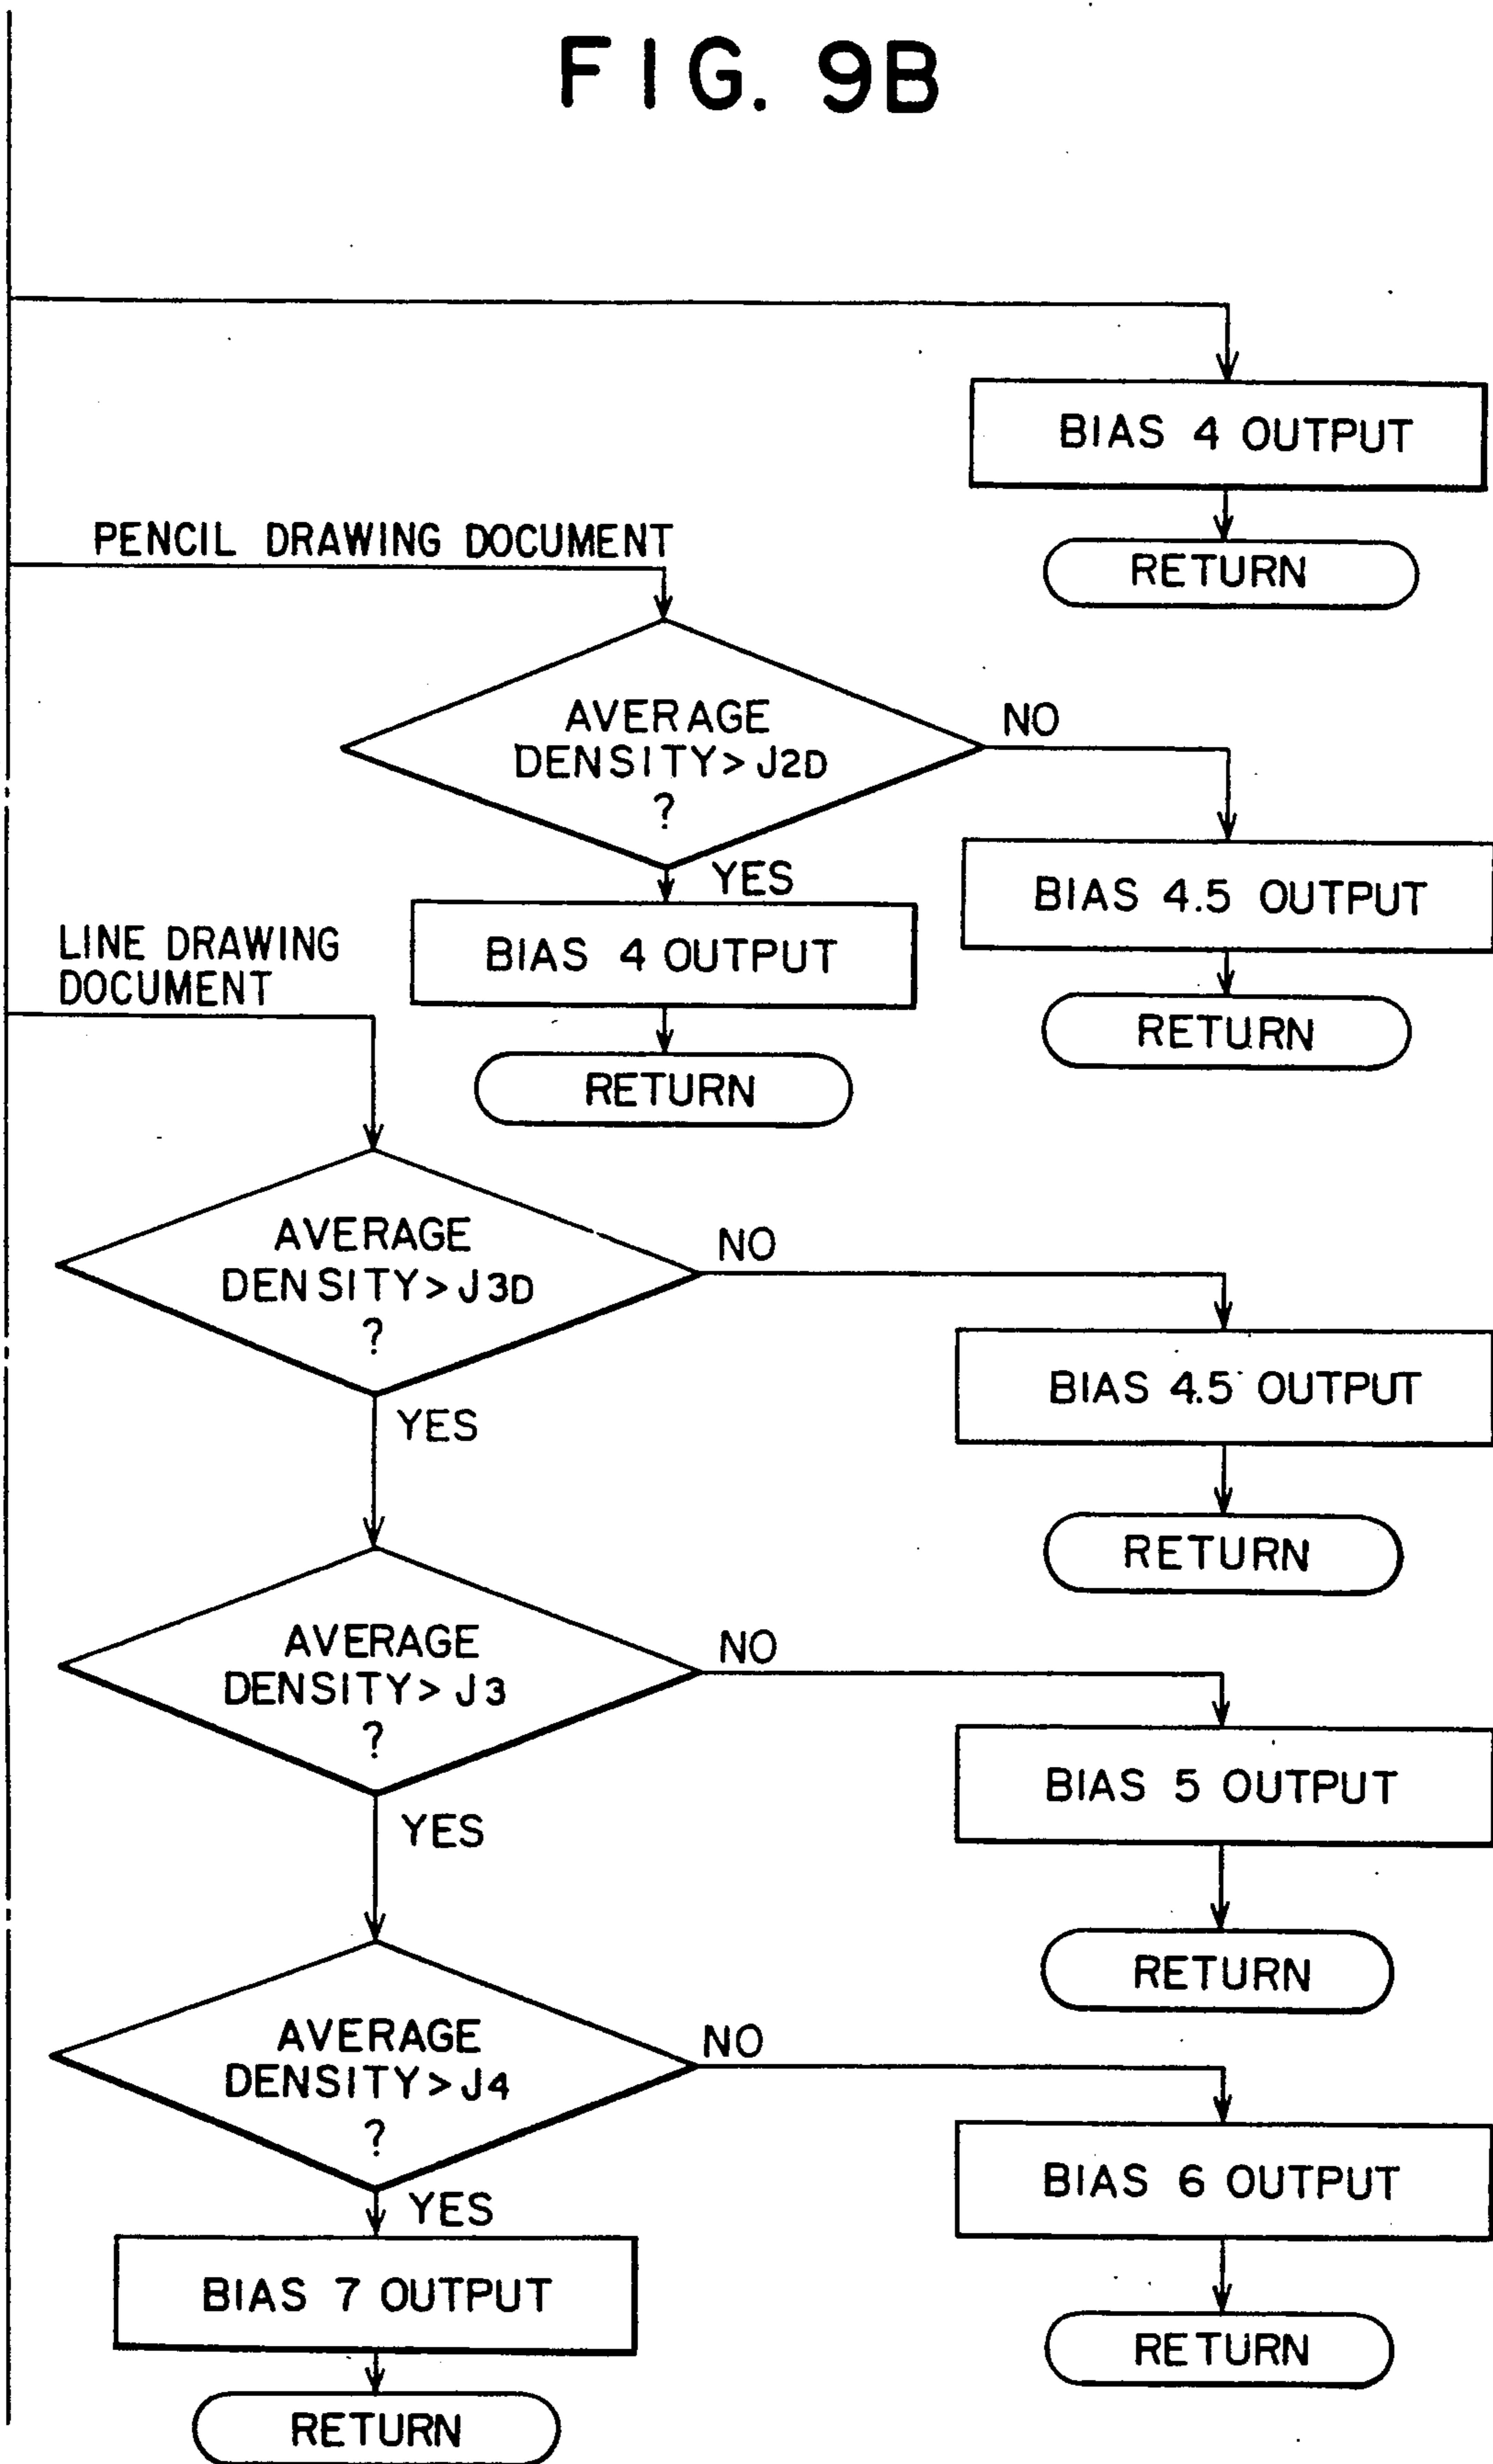 FIG. 9B
BIAS 4 OUTPUT
RETURN
PENCIL DRAWING DOCUMENT
AVERAGE
DENSITY> J2D
?
NO
YES
BIAS 4.5 OUTPUT
RETURN
BIAS 4 OUTPUT
RETURN
LINE DRAWING
DOCUMENT
AVERAGE
DENSITY> J3D
?
NO
BIAS 4.5 OUTPUT
RETURN
YES
AVERAGE
DENSITY> J3
?
NO
BIAS 5 OUTPUT
RETURN
YES
AVERAGE
DENSITY> J4
?
NO
BIAS 6 OUTPUT
RETURN
YES
BIAS 7 OUTPUT
RETURN